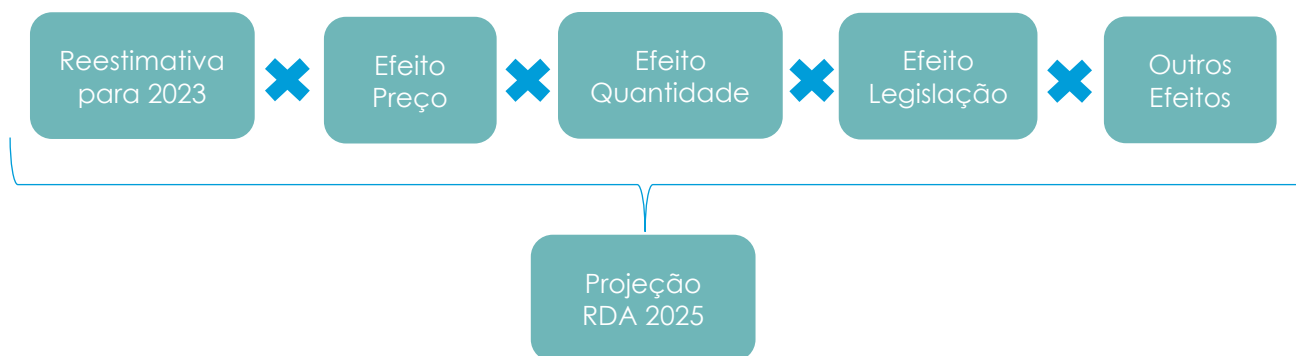 Reestimativa
para 2023
Efeito
Preço
Efeito
Quantidade
Efeito
Legislação
Outros
Efeitos
Projeção
RDA 2025